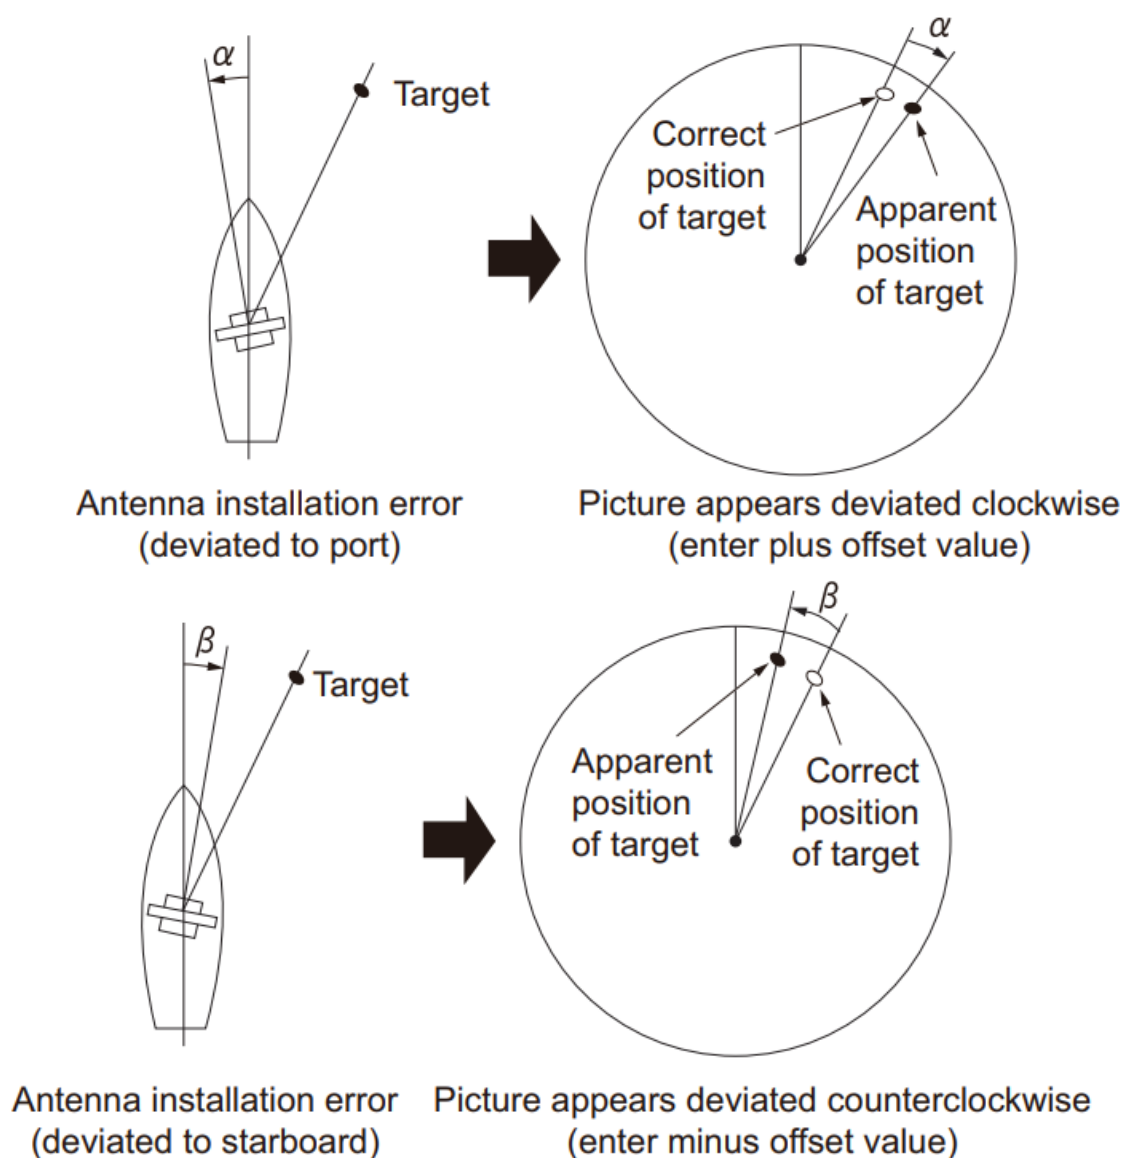 α
Target
α
Correct
position
of target
Apparent
position
of target
Antenna installation error
(deviated to port)
Picture appears deviated clockwise
(enter plus offset value)
β
Target
β
Apparent
position
of target
Correct
position
of target
Antenna installation error
(deviated to starboard)
Picture appears deviated counterclockwise
(enter minus offset value)